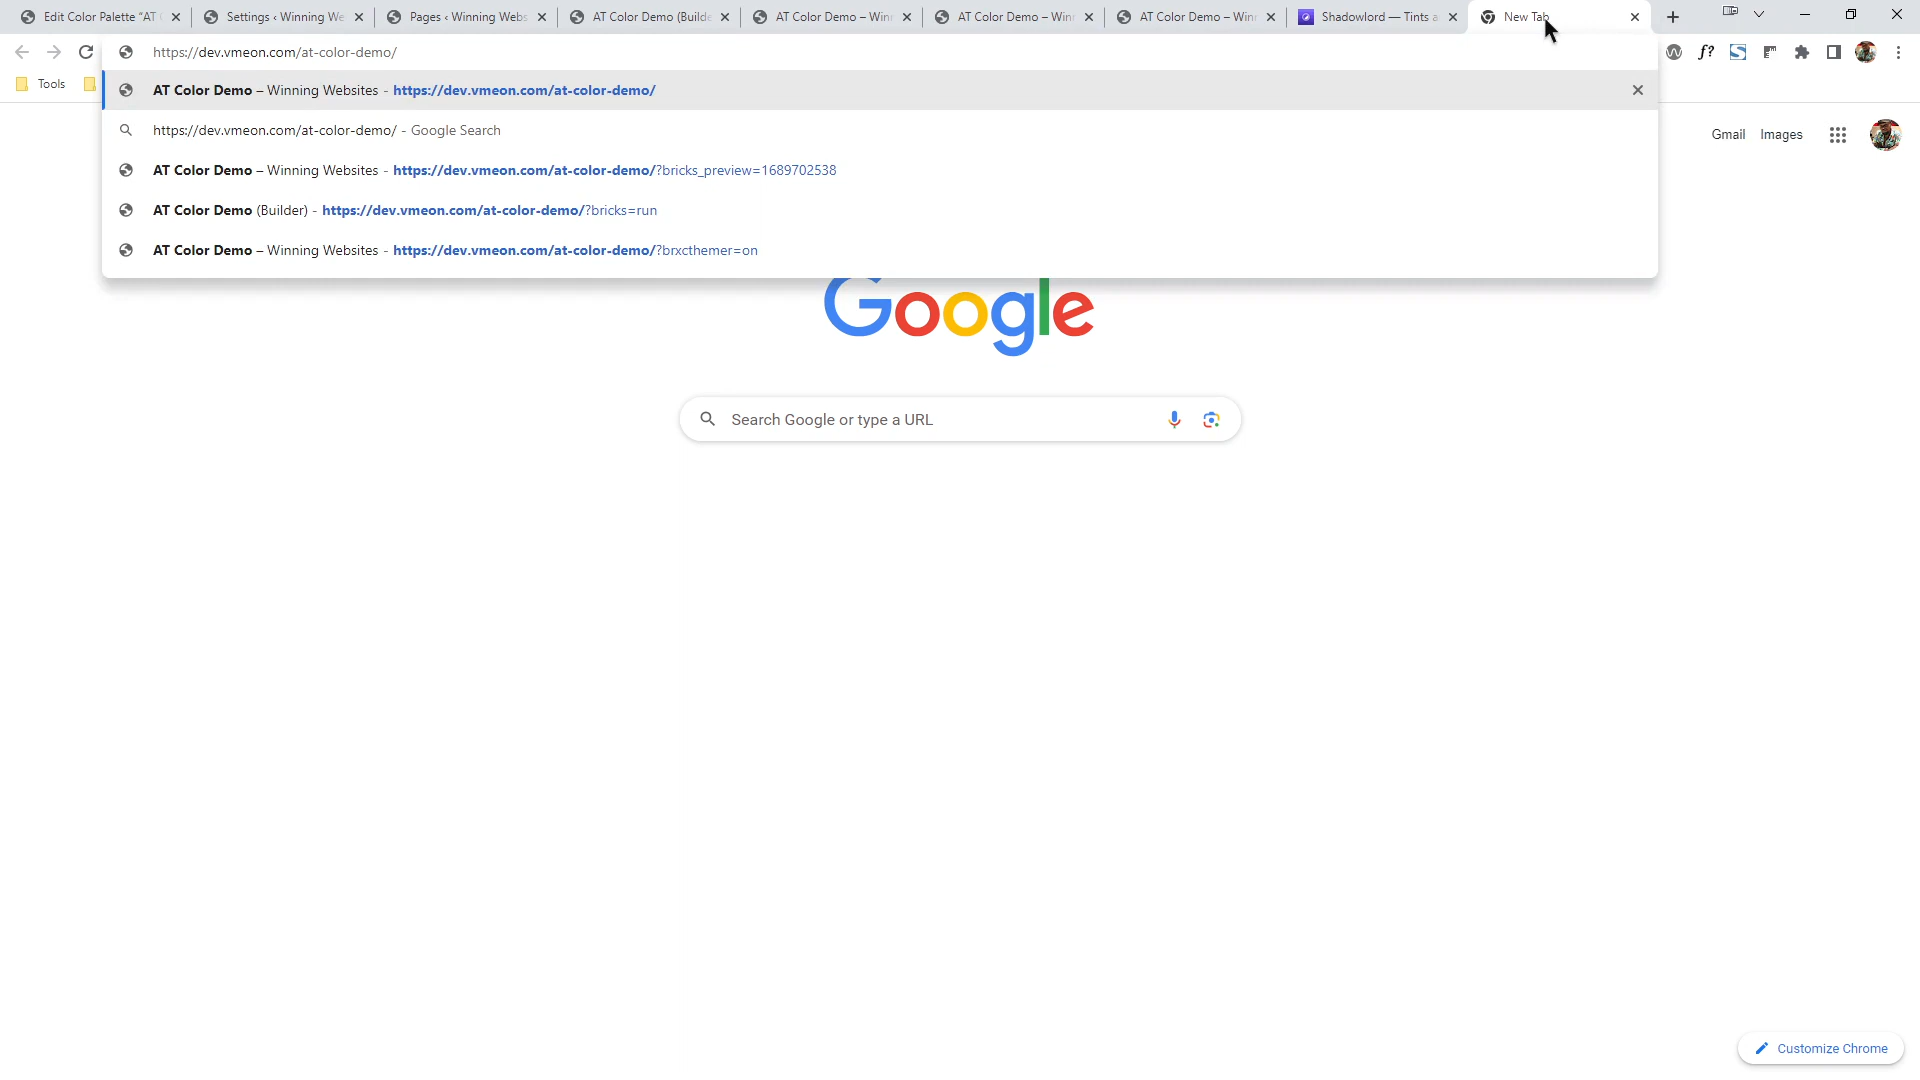 Edit Color Palette "AT
Settings ‹ Winning We
Pages ‹ Winning Webs
AT Color Demo (Builde
AT Color Demo – Winn
AT Color Demo – Winn
AT Color Demo – Winn
Shadowlord — Tints a
New Tab
https://dev.vmeon.com/at-color-demo/
f?
Tools
AT Color Demo – Winning Websites - https://dev.vmeon.com/at-color-demo/
https://dev.vmeon.com/at-color-demo/ - Google Search
AT Color Demo – Winning Websites - https://dev.vmeon.com/at-color-demo/?bricks_preview=1689702538
AT Color Demo (Builder) - https://dev.vmeon.com/at-color-demo/?bricks=run
AT Color Demo – Winning Websites - https://dev.vmeon.com/at-color-demo/?brxcthemer=on
Gmail Images
Google
Search Google or type a URL
Customize Chrome